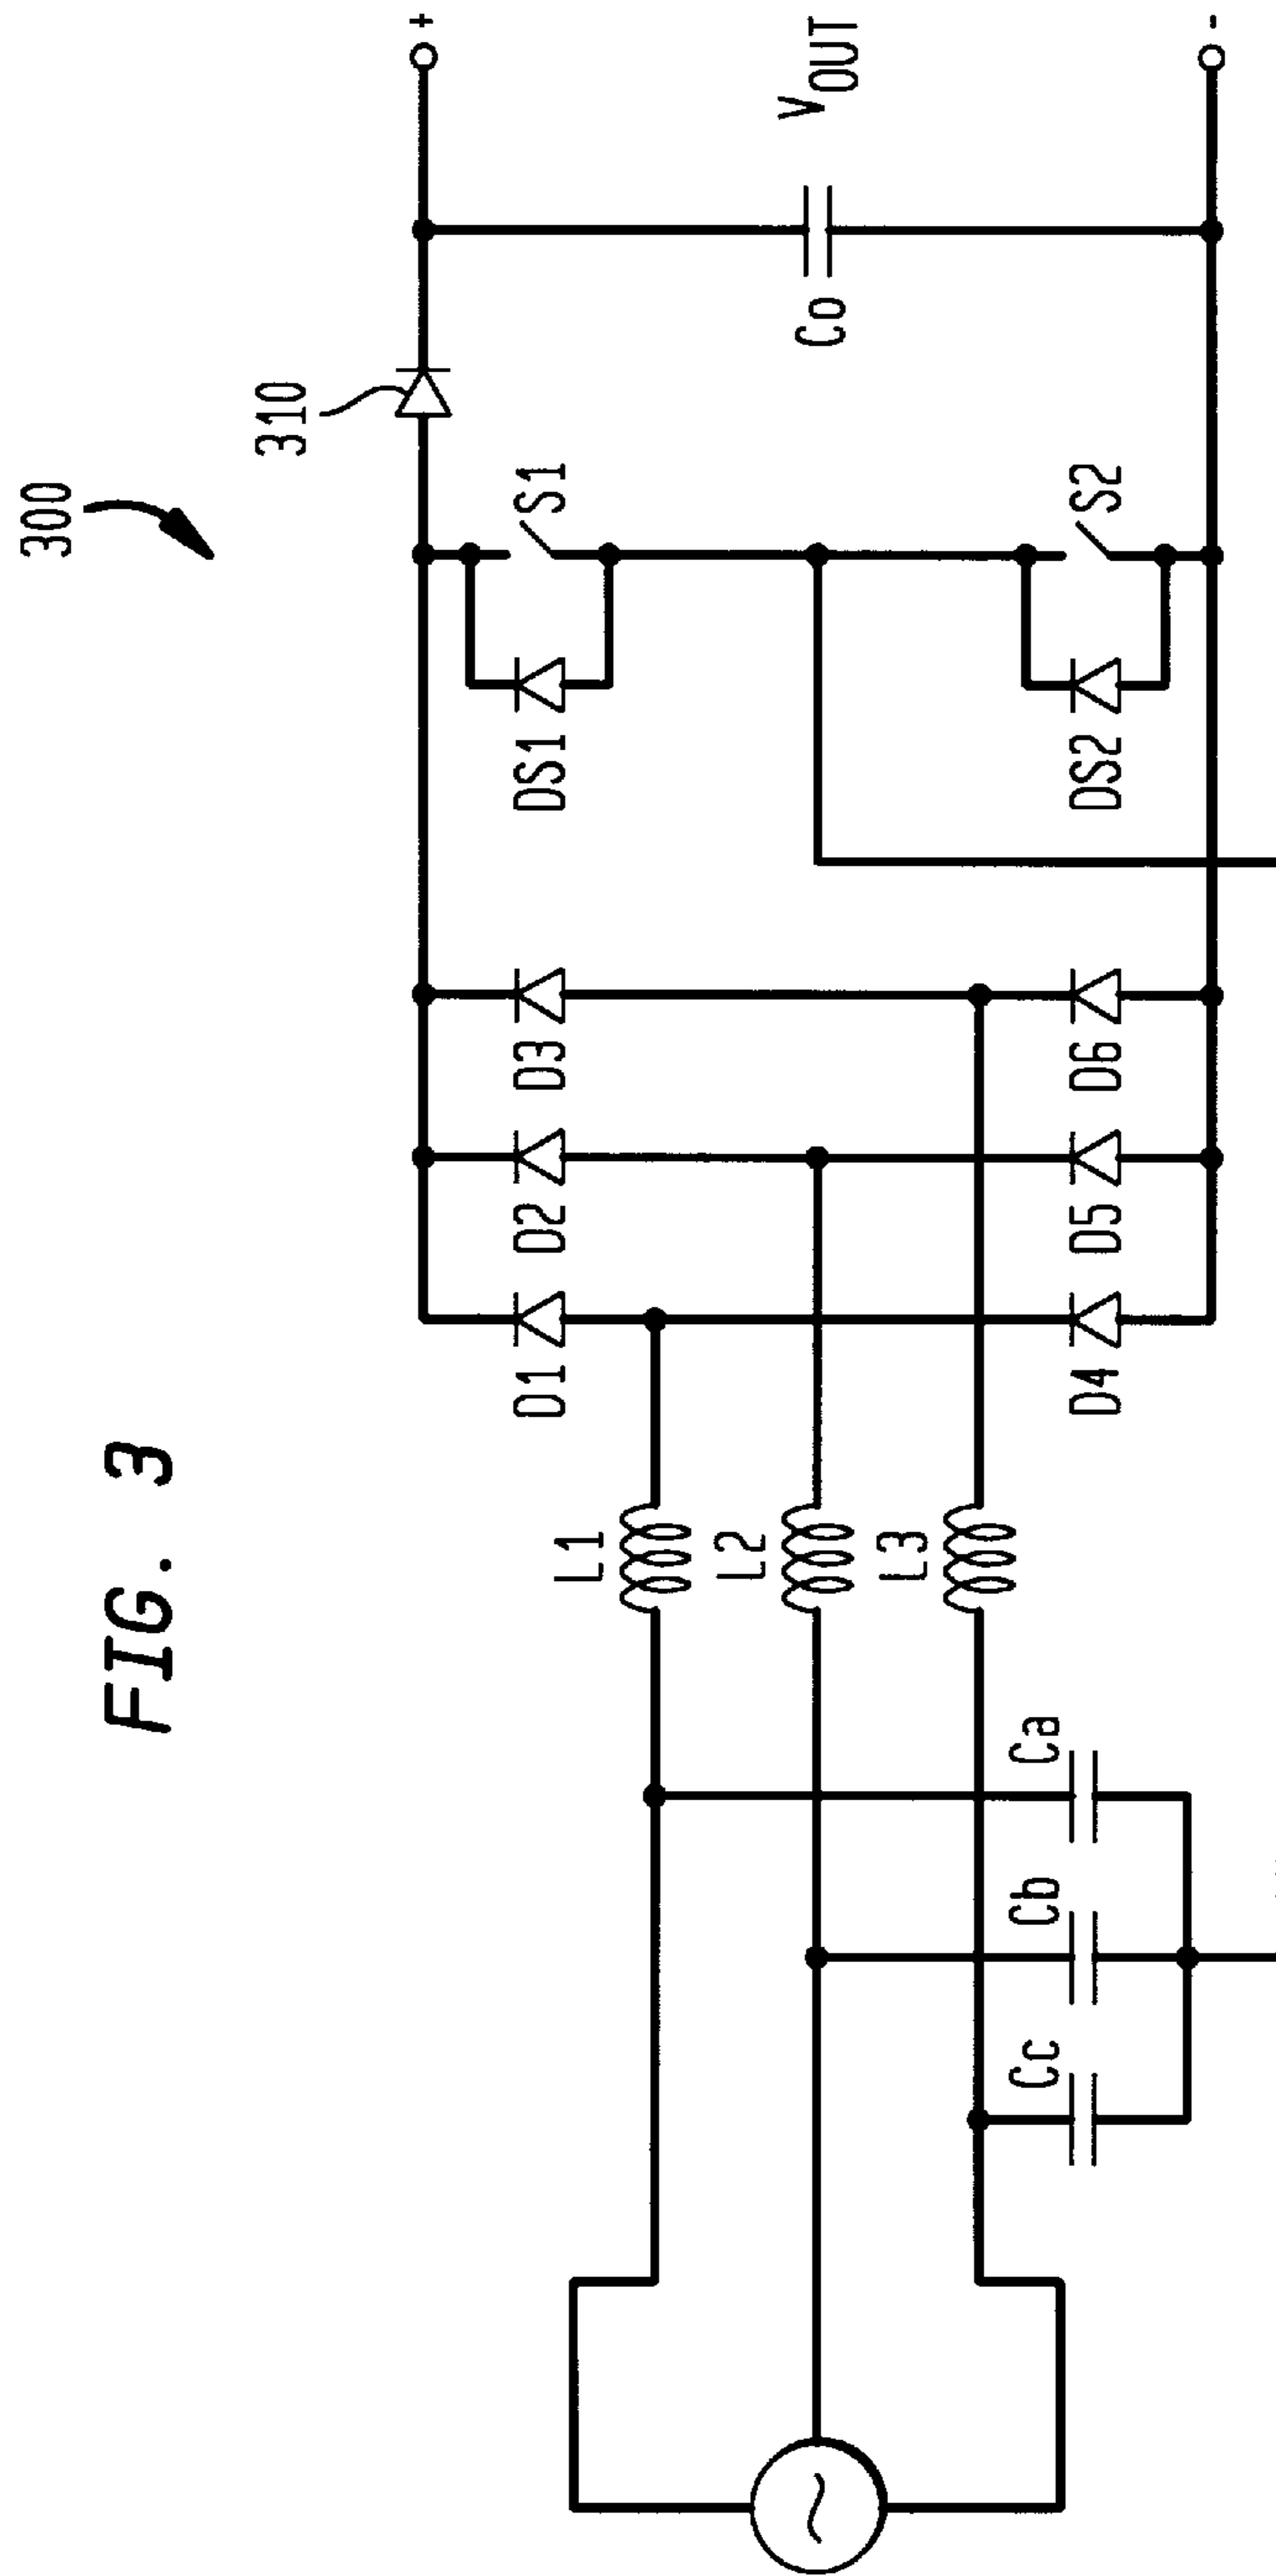 FIG. 3
300
310
L1
L2
L3
Ca
Cb
Cc
D1
D2
D3
D4
D5
D6
DS1
S1
DS2
S2
Co
+
VOUT
-